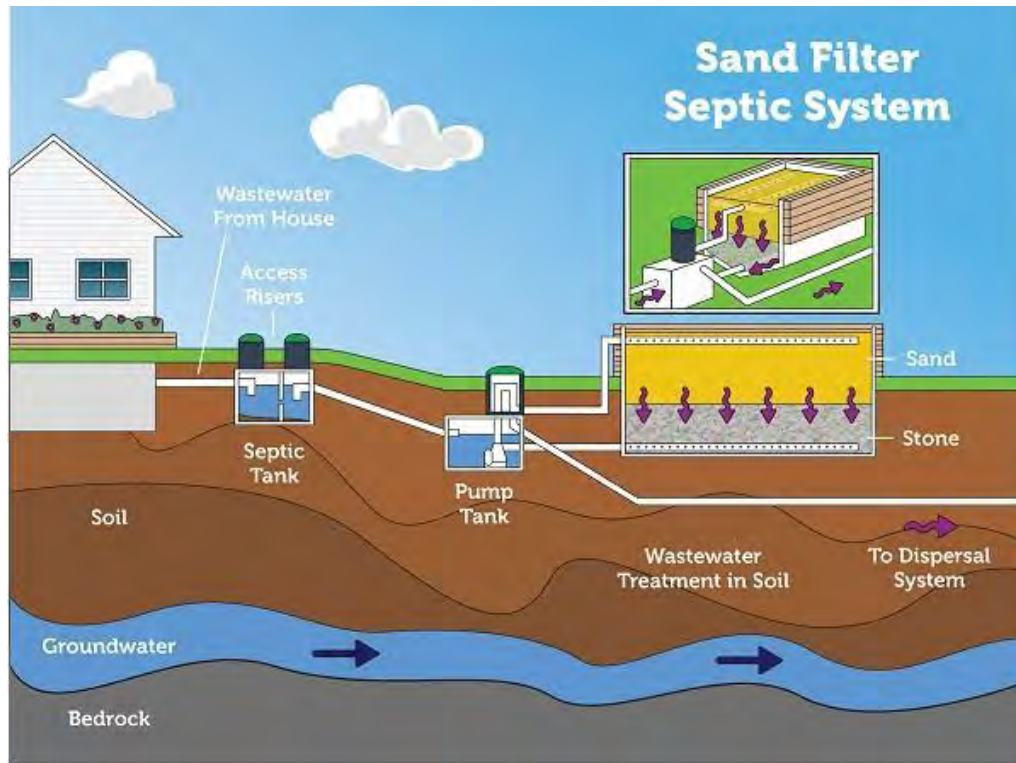 Sand Filter
Septic System
Wastewater
From House
Access
Risers
Sand
Stone
Septic
Tank
Pump
Tank
Soil
Wastewater
Treatment in Soil
To Dispersal
System
Groundwater
Bedrock